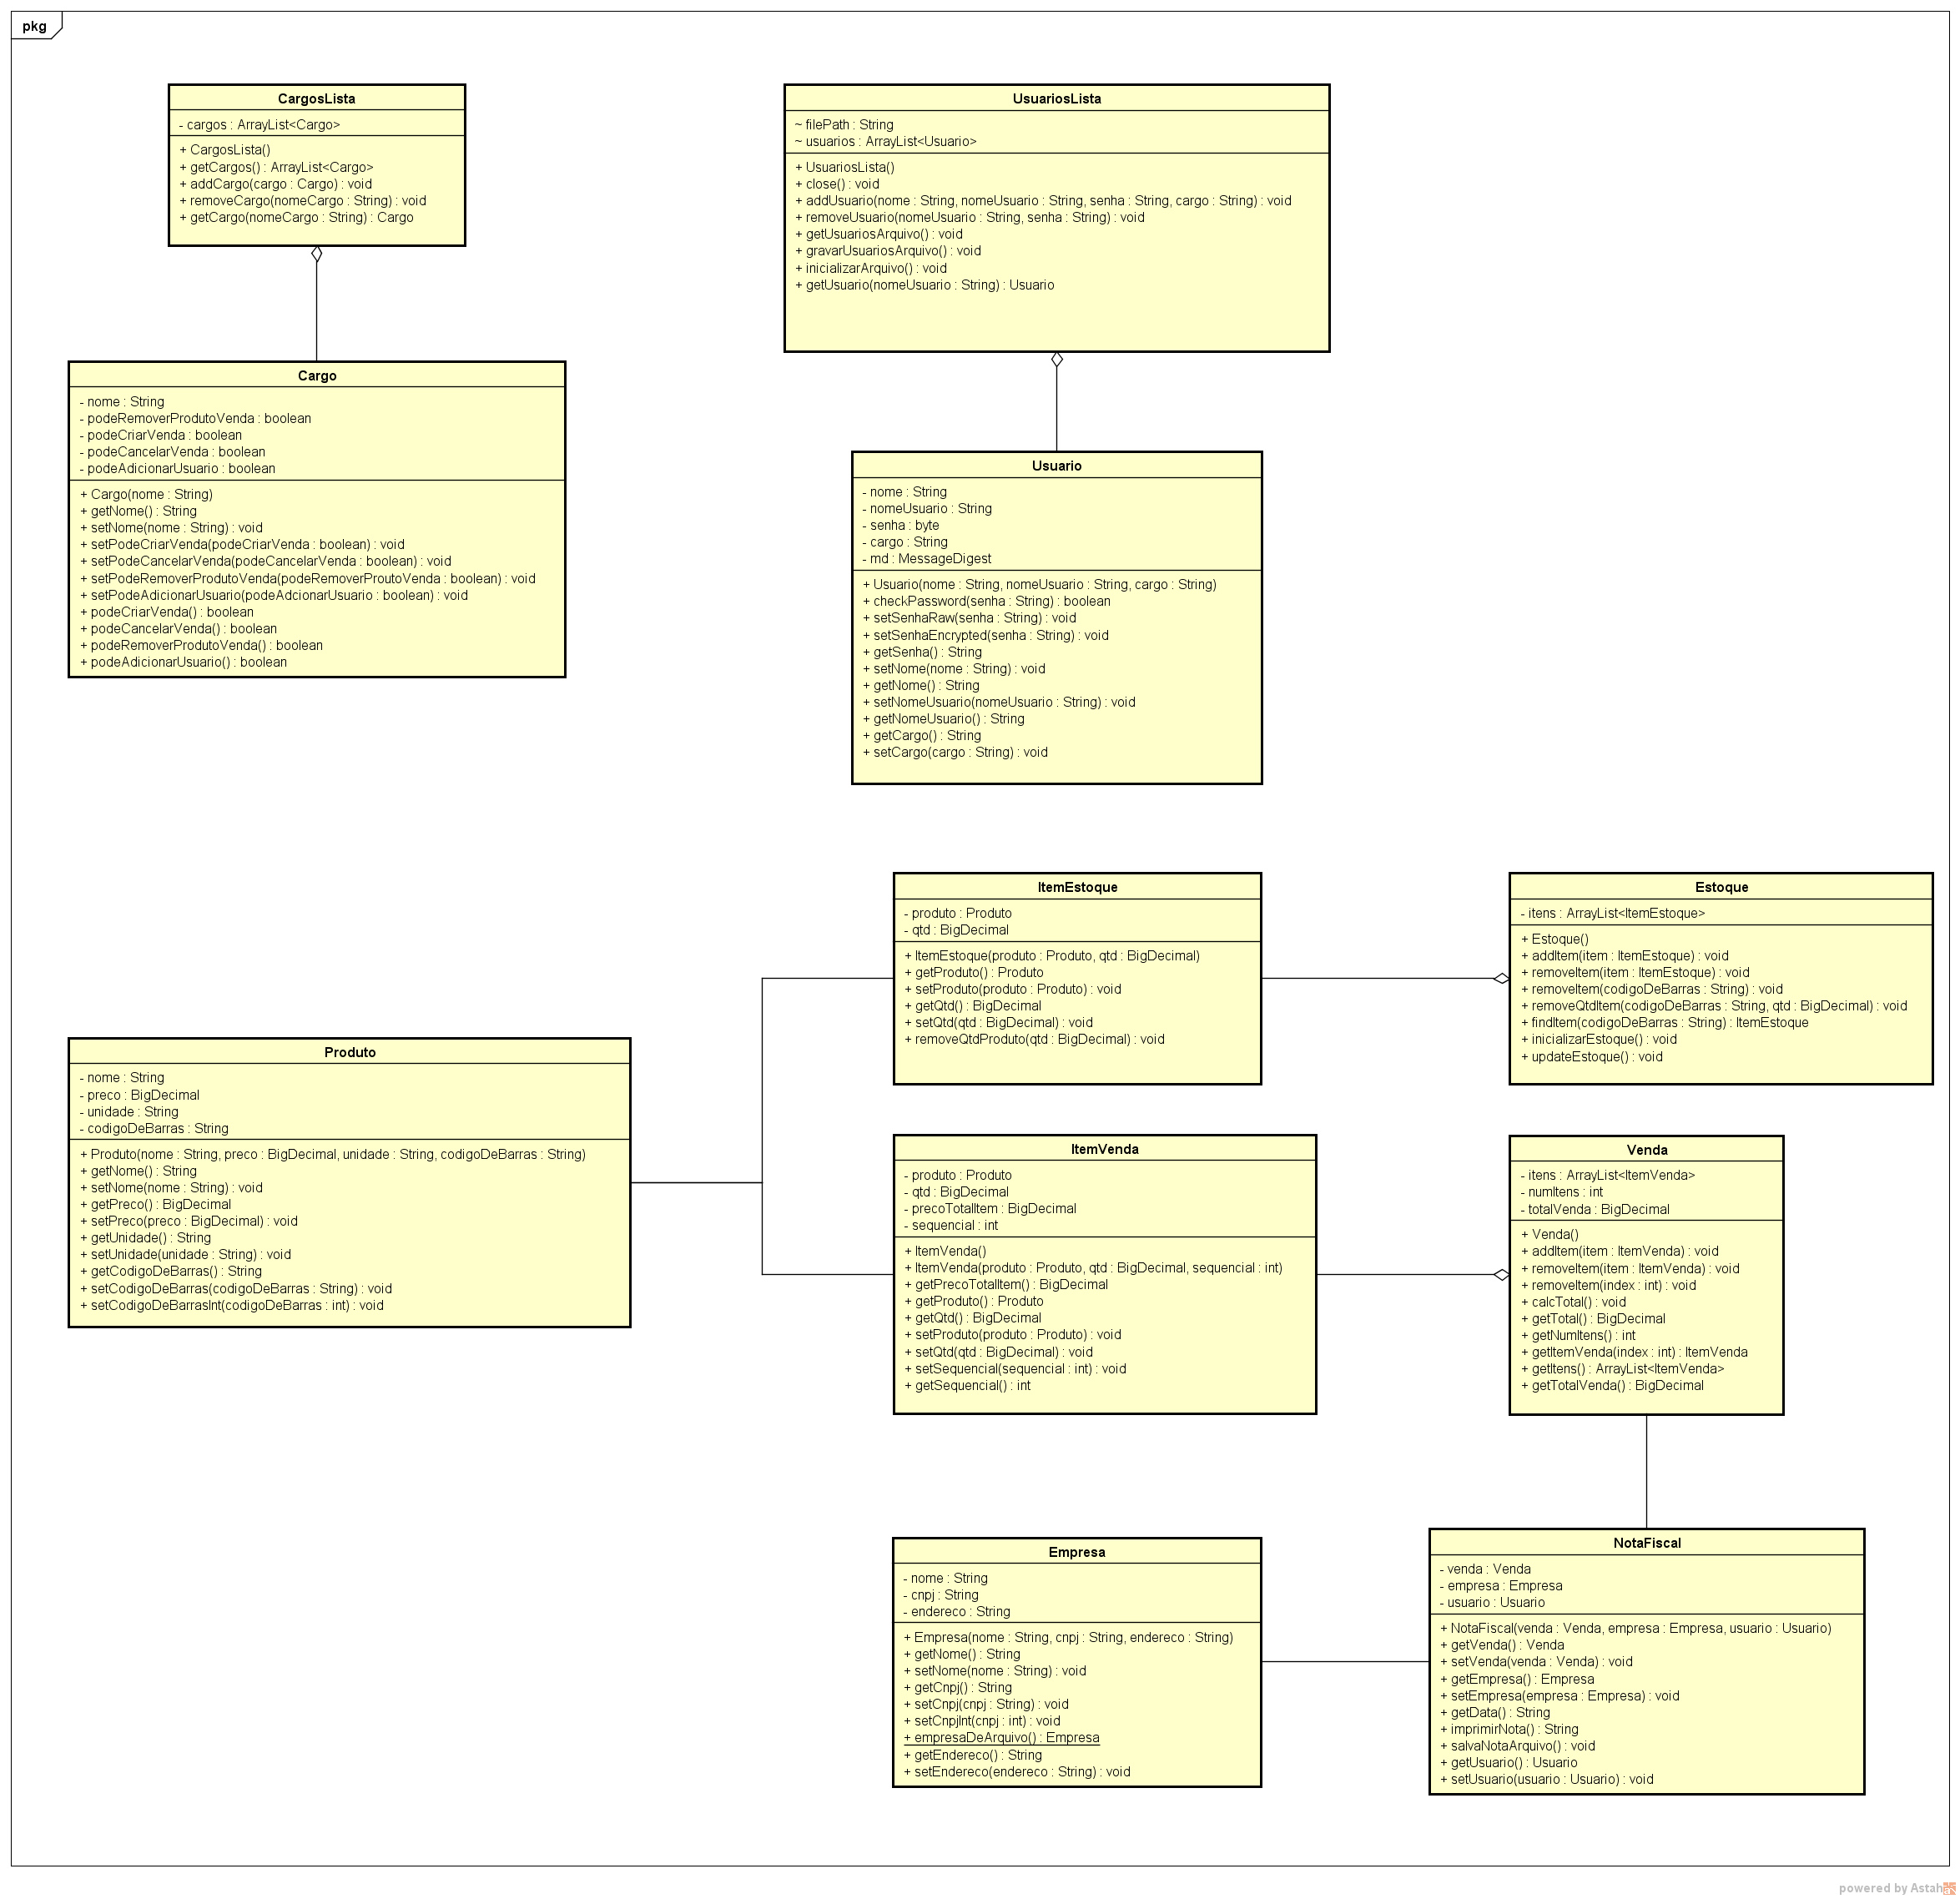 pkg
CargosLista
- cargos : ArrayList<Cargo>
+ CargosLista()
+ getCargos() : ArrayList<Cargo>
+ addCargo(cargo : Cargo) : void
+ removeCargo(nomeCargo : String) : void
+ getCargo(nomeCargo : String) : Cargo
UsuariosLista
~ filePath : String
~ usuarios : ArrayList<Usuario>
+ UsuariosLista()
+ close() : void
+ addUsuario(nome : String, nomeUsuario : String, senha : String, cargo : String) : void
+ removeUsuario(nomeUsuario : String, senha : String) : void
+ getUsuariosArquivo() : void
+ gravarUsuariosArquivo() : void
+ inicializarArquivo() : void
+ getUsuario(nomeUsuario : String) : Usuario
Cargo
- nome : String
- podeRemoverProdutoVenda : boolean
- podeCriarVenda : boolean
- podeCancelarVenda : boolean
- podeAdicionarUsuario : boolean
+ Cargo(nome : String)
+ getNome() : String
+ setNome(nome : String) : void
+ setPodeCriarVenda(podeCriarVenda : boolean) : void
+ setPodeCancelarVenda(podeCancelarVenda : boolean) : void
+ setPodeRemoverProdutoVenda(podeRemoverProutoVenda : boolean) : void
+ setPodeAdicionarUsuario(podeAdcionarUsuario : boolean) : void
+ podeCriarVenda() : boolean
+ podeCancelarVenda() : boolean
+ podeRemoverProdutoVenda() : boolean
+ podeAdicionarUsuario() : boolean
Usuario
- nome : String
- nomeUsuario : String
- senha : byte
- cargo : String
- md : MessageDigest
+ Usuario(nome : String, nomeUsuario : String, cargo : String)
+ checkPassword(senha : String) : boolean
+ setSenhaRaw(senha : String) : void
+ setSenhaEncrypted(senha : String) : void
+ getSenha() : String
+ setNome(nome : String) : void
+ getNome() : String
+ setNomeUsuario(nomeUsuario : String) : void
+ getNomeUsuario() : String
+ getCargo() : String
+ setCargo(cargo : String) : void
ItemEstoque
- produto : Produto
- qtd : BigDecimal
+ ItemEstoque(produto : Produto, qtd : BigDecimal)
+ getProduto() : Produto
+ setProduto(produto : Produto) : void
+ getQtd() : BigDecimal
+ setQtd(qtd : BigDecimal) : void
+ removeQtdProduto(qtd : BigDecimal) : void
Estoque
- itens : ArrayList<ItemEstoque>
+ Estoque()
+ addItem(item : ItemEstoque) : void
+ removeItem(item : ItemEstoque) : void
+ removeItem(codigoDeBarras : String) : void
+ removeQtdItem(codigoDeBarras : String, qtd : BigDecimal) : void
+ findItem(codigoDeBarras : String) : ItemEstoque
+ inicializarEstoque() : void
+ updateEstoque() : void
Produto
- nome : String
- preco : BigDecimal
- unidade : String
- codigoDeBarras : String
+ Produto(nome : String, preco : BigDecimal, unidade : String, codigoDeBarras : String)
+ getNome() : String
+ setNome(nome : String) : void
+ getPreco() : BigDecimal
+ setPreco(preco : BigDecimal) : void
+ getUnidade() : String
+ setUnidade(unidade : String) : void
+ getCodigoDeBarras() : String
+ setCodigoDeBarras(codigoDeBarras : String) : void
+ setCodigoDeBarrasInt(codigoDeBarras : int) : void
ItemVenda
- produto : Produto
- qtd : BigDecimal
- precoTotalItem : BigDecimal
- sequencial : int
+ ItemVenda()
+ ItemVenda(produto : Produto, qtd : BigDecimal, sequencial : int)
+ getPrecoTotalItem() : BigDecimal
+ getProduto() : Produto
+ getQtd() : BigDecimal
+ setProduto(produto : Produto) : void
+ setQtd(qtd : BigDecimal) : void
+ setSequencial(sequencial : int) : void
+ getSequencial() : int
Venda
- itens : ArrayList<ItemVenda>
- numItens : int
- totalVenda : BigDecimal
+ Venda()
+ addItem(item : ItemVenda) : void
+ removeItem(item : ItemVenda) : void
+ removeItem(index : int) : void
+ calcTotal() : void
+ getTotal() : BigDecimal
+ getNumItens() : int
+ getItemVenda(index : int) : ItemVenda
+ getItens() : ArrayList<ItemVenda>
+ getTotalVenda() : BigDecimal
Empresa
- nome : String
- cnpj : String
- endereco : String
+ Empresa(nome : String, cnpj : String, endereco : String)
+ getNome() : String
+ setNome(nome : String) : void
+ getCnpj() : String
+ setCnpj(cnpj : String) : void
+ setCnpjInt(cnpj : int) : void
+ empresaDeArquivo() : Empresa
+ getEndereco() : String
+ setEndereco(endereco : String) : void
NotaFiscal
- venda : Venda
- empresa : Empresa
- usuario : Usuario
+ NotaFiscal(venda : Venda, empresa : Empresa, usuario : Usuario)
+ getVenda() : Venda
+ setVenda(venda : Venda) : void
+ getEmpresa() : Empresa
+ setEmpresa(empresa : Empresa) : void
+ getData() : String
+ imprimirNota() : String
+ salvaNotaArquivo() : void
+ getUsuario() : Usuario
+ setUsuario(usuario : Usuario) : void
powered by Astah